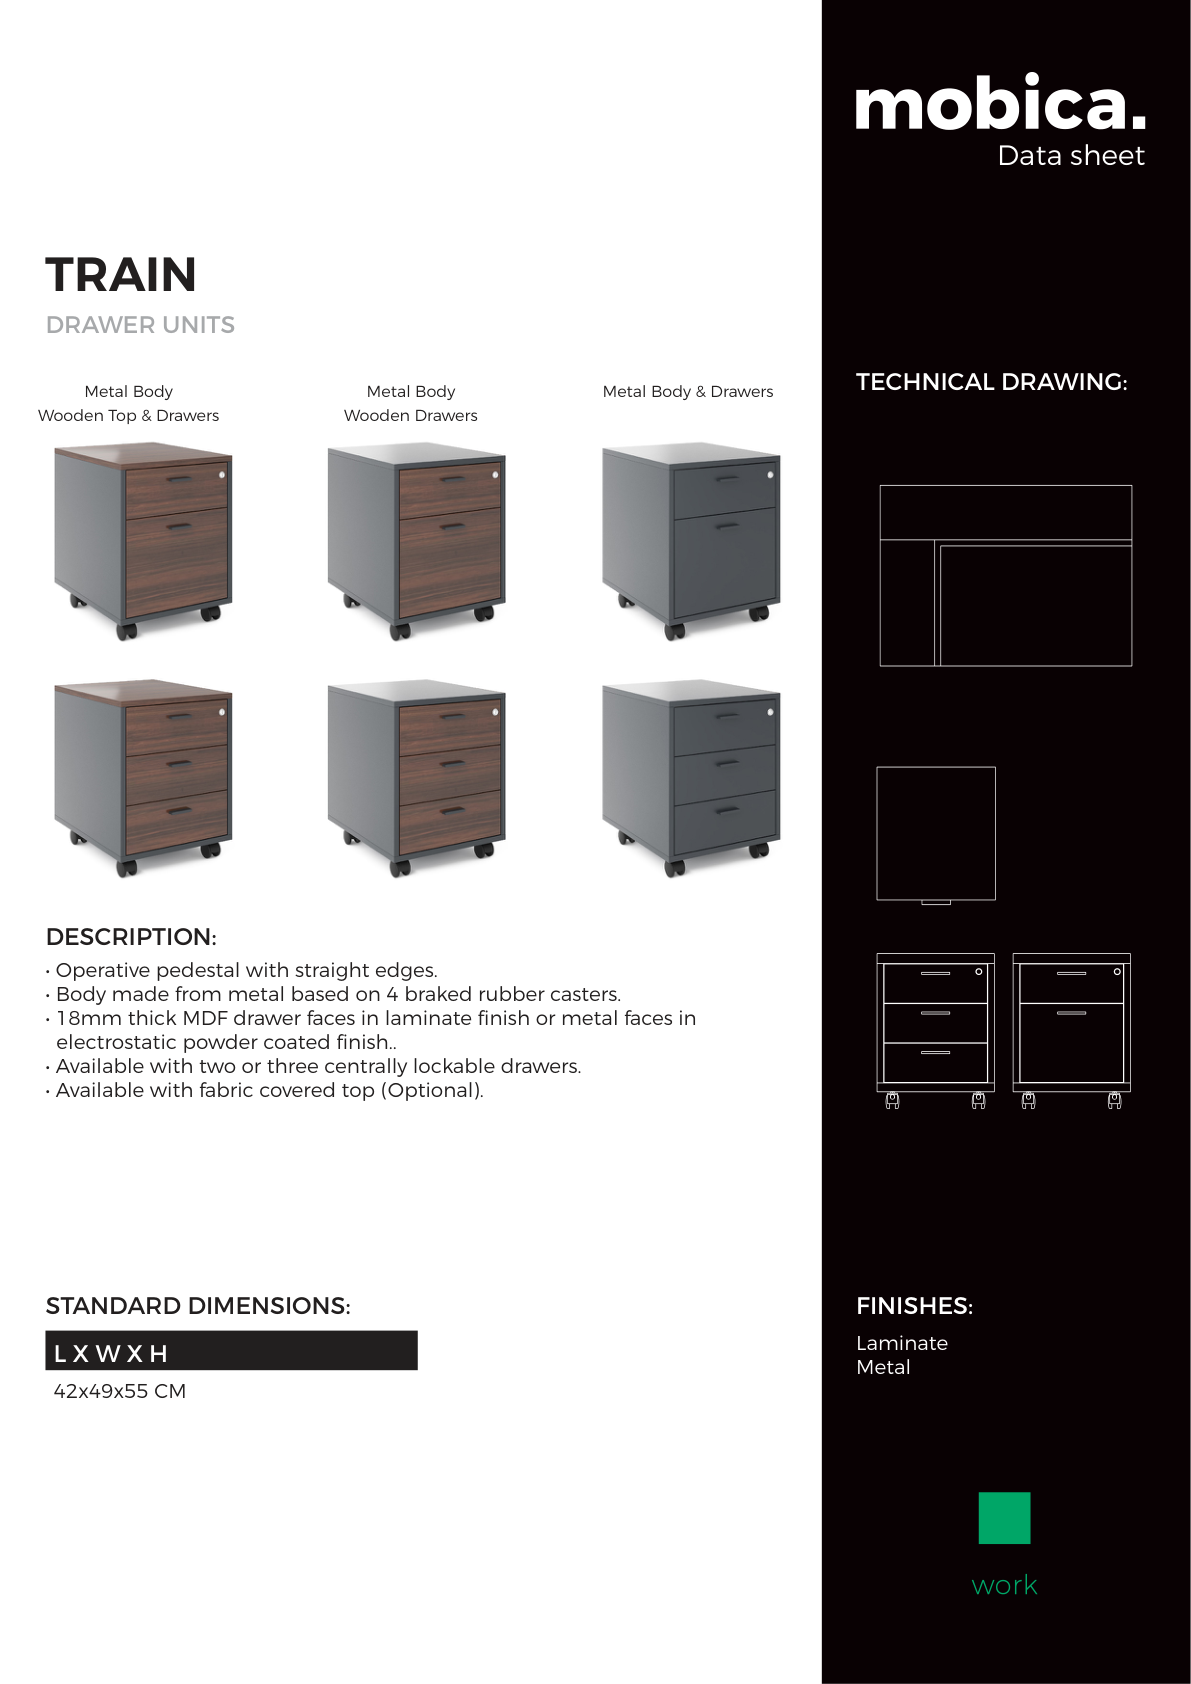 mobica.
Data sheet
TRAIN
DRAWER UNITS
Metal Body
Wooden Top & Drawers
Metal Body
Wooden Drawers
Metal Body & Drawers
TECHNICAL DRAWING:
DESCRIPTION:
• Operative pedestal with straight edges.
• Body made from metal based on 4 braked rubber casters.
• 18mm thick MDF drawer faces in laminate finish or metal faces in
electrostatic powder coated finish..
• Available with two or three centrally lockable drawers.
• Available with fabric covered top (Optional).
STANDARD DIMENSIONS:
L X W X H
42x49x55 CM
FINISHES:
Laminate
Metal
work